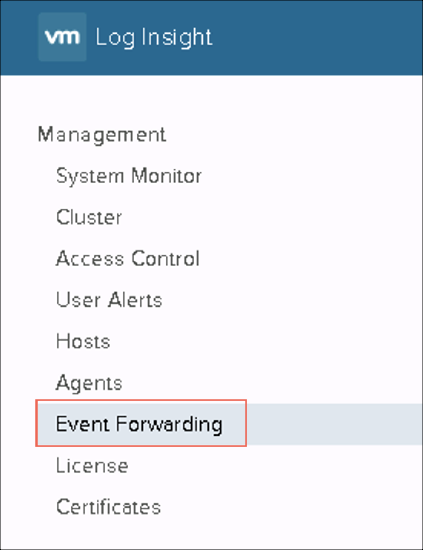 vm Log Insight
Management
System Monitor
Cluster
Access Control
User Alerts
Hosts
Agents
Event Forwarding
License
Certificates